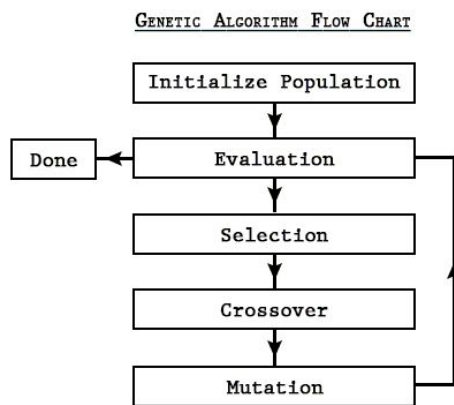 GENETIC ALGORITHM FLOW CHART
Initialize Population
Done
Evaluation
Selection
Crossover
Mutation